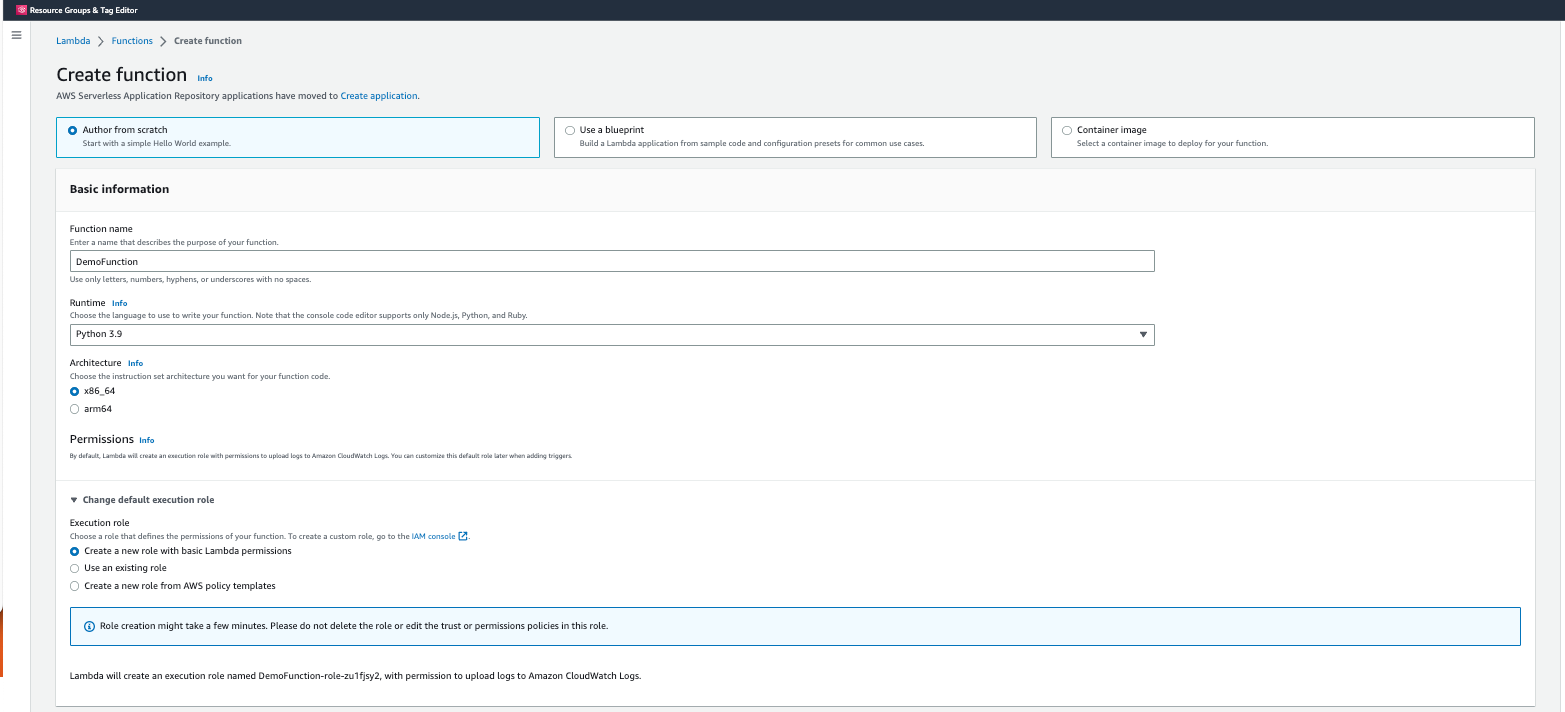 Resource Groups & Tag Editor
Lambda > Functions > Create function
Create function Info
AWS Serverless Application Repository applications have moved to Create application.
Author from scratch
Start with a simple Hello World example.
Use a blueprint
Build a Lambda application from sample code and configuration presets for common use cases.
Container image
Select a container image to deploy for your function.
Basic information
Function name
Enter a name that describes the purpose of your function.
DemoFunction
Use only letters, numbers, hyphens, or underscores with no spaces.
Runtime Info
Choose the language to use to write your function. Note that the console code editor supports only Node.js, Python, and Ruby.
Python 3.9
Architecture Info
Choose the instruction set architecture you want for your function code.
x86_64
arm64
Permissions Info
By default, Lambda will create an execution role with permissions to upload logs to Amazon CloudWatch Logs. You can customize this default role later when adding triggers.
Change default execution role
Execution role
Choose a role that defines the permissions of your function. To create a custom role, go to the IAM console.
Create a new role with basic Lambda permissions
Use an existing role
Create a new role from AWS policy templates
Role creation might take a few minutes. Please do not delete the role or edit the trust or permissions policies in this role.
Lambda will create an execution role named DemoFunction-role-zu1fjsy2, with permission to upload logs to Amazon CloudWatch Logs.